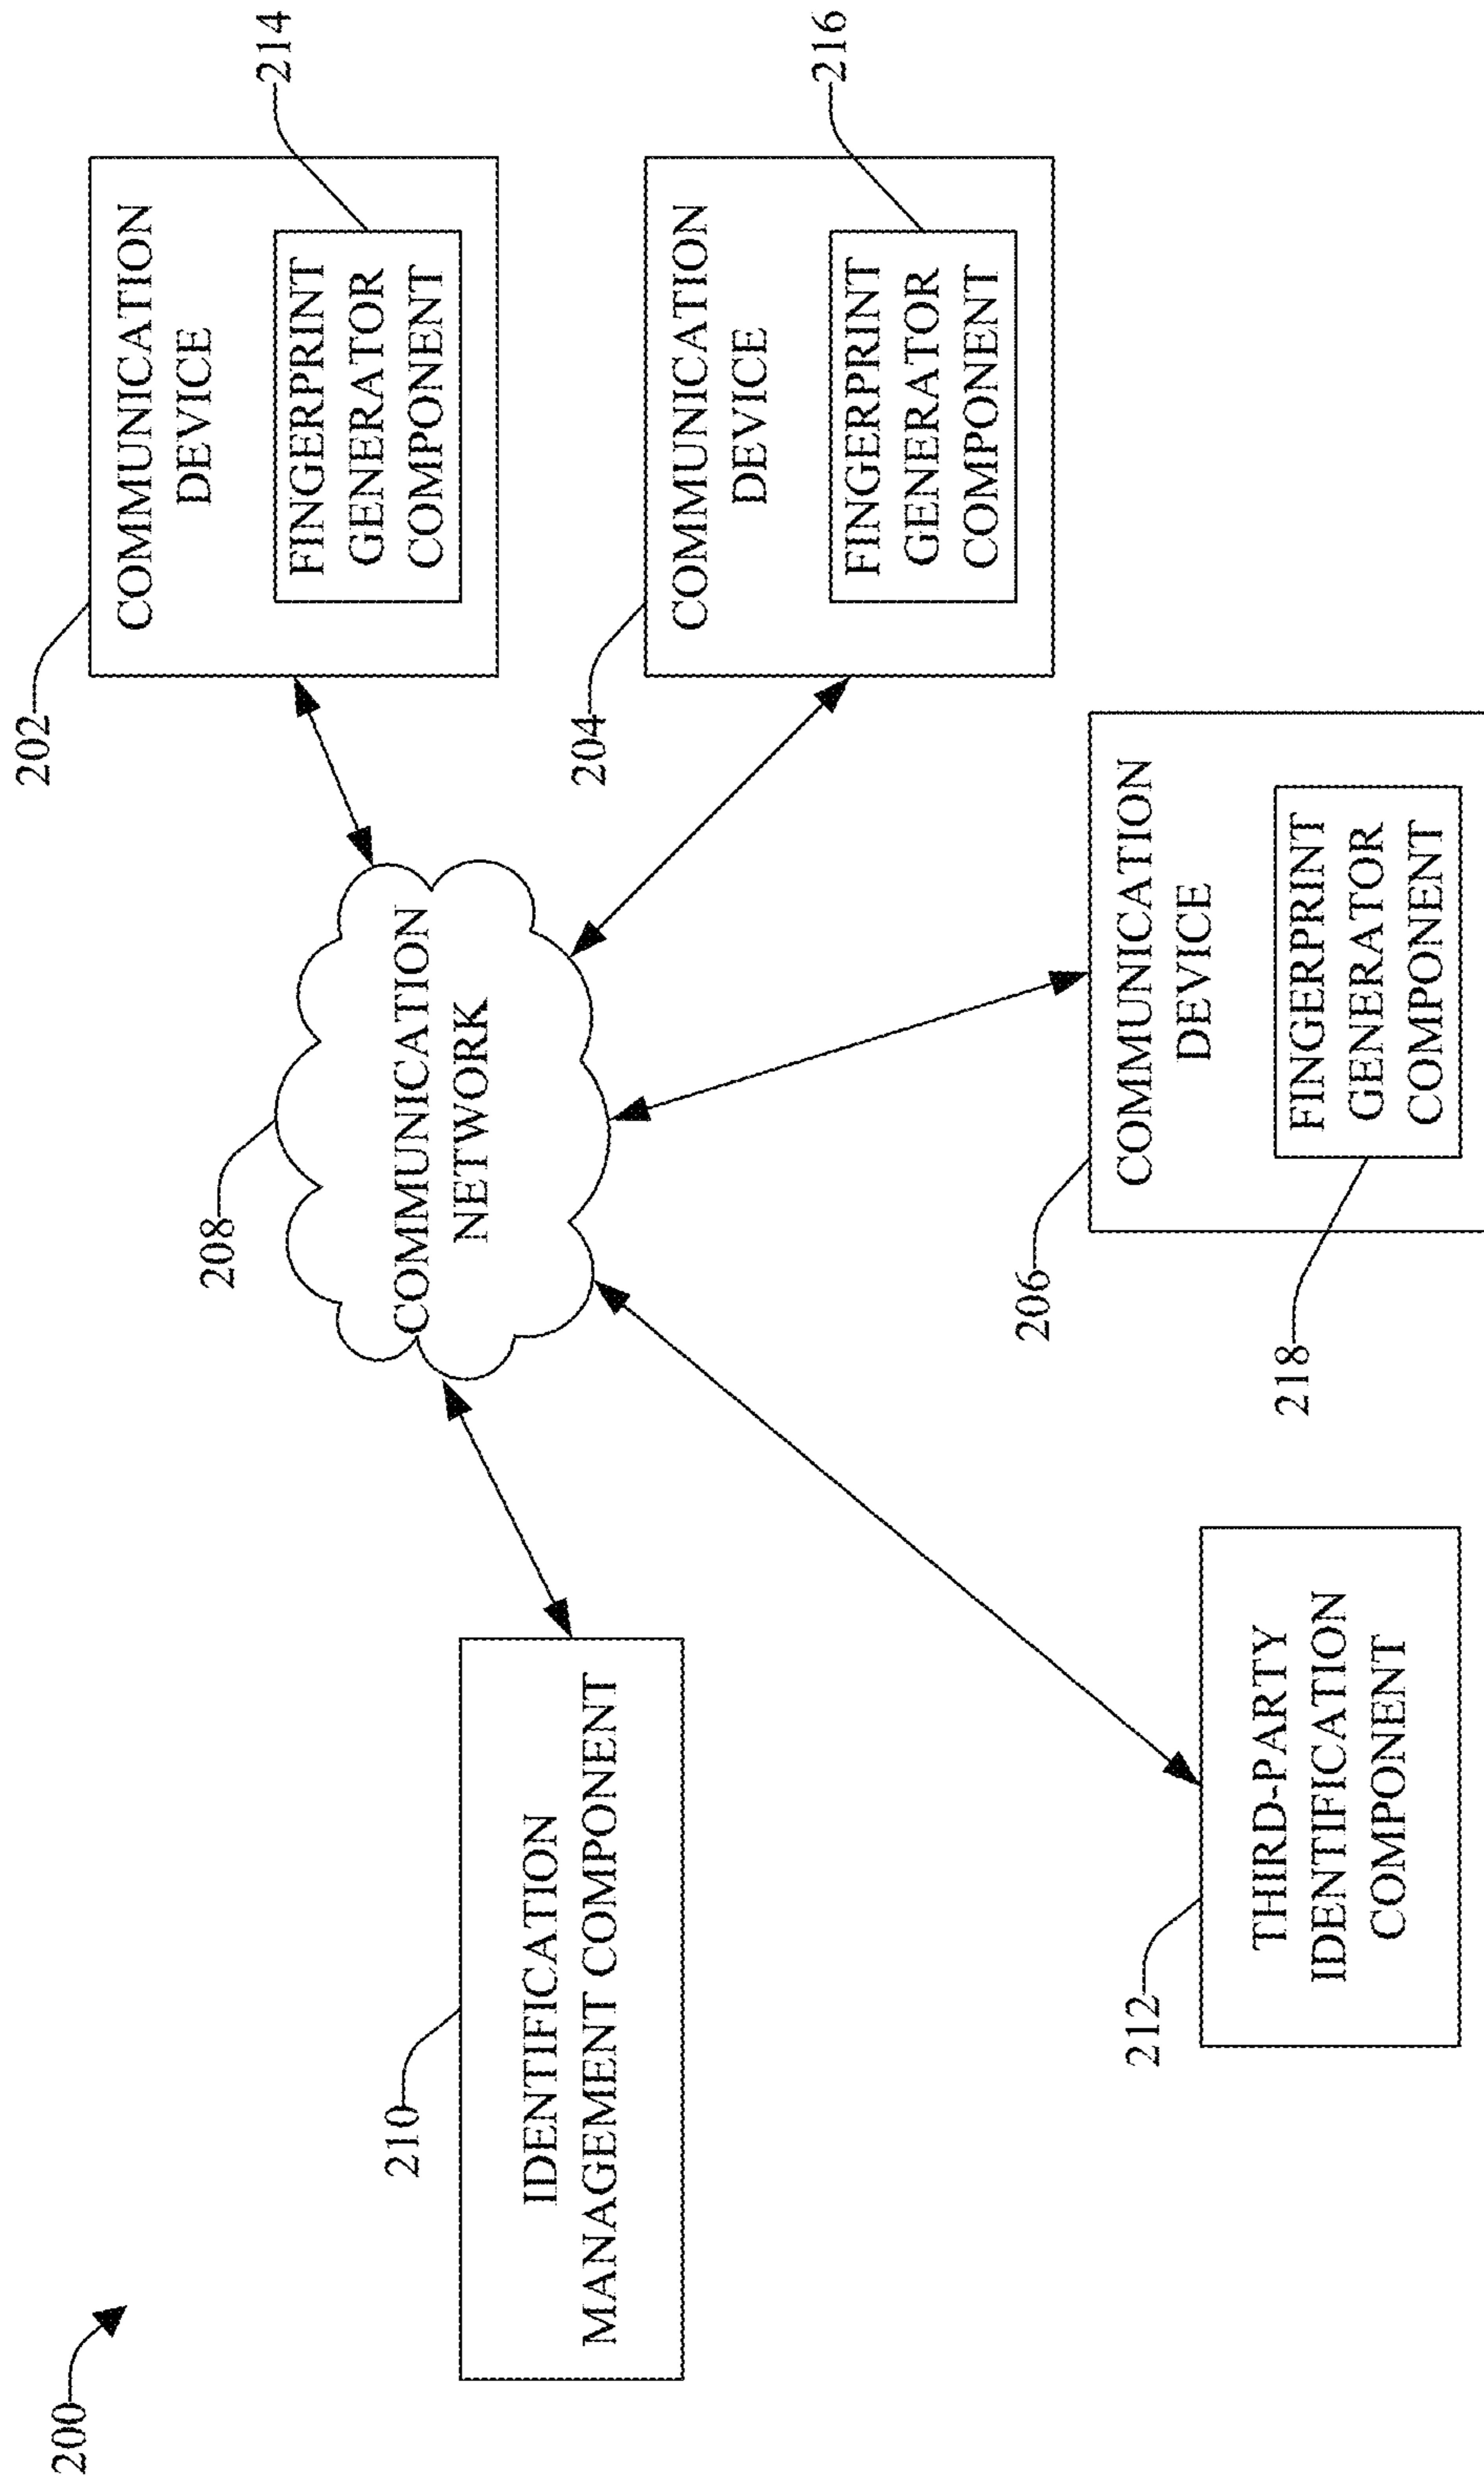 200
210
IDENTIFICATION
MANAGEMENT COMPONENT
212
THIRD-PARTY
IDENTIFICATION
COMPONENT
208
COMMUNICATION
NETWORK
202
COMMUNICATION
DEVICE
FINGERPRINT
GENERATOR
COMPONENT
214
204
COMMUNICATION
DEVICE
FINGERPRINT
GENERATOR
COMPONENT
216
206
COMMUNICATION
DEVICE
FINGERPRINT
GENERATOR
COMPONENT
218